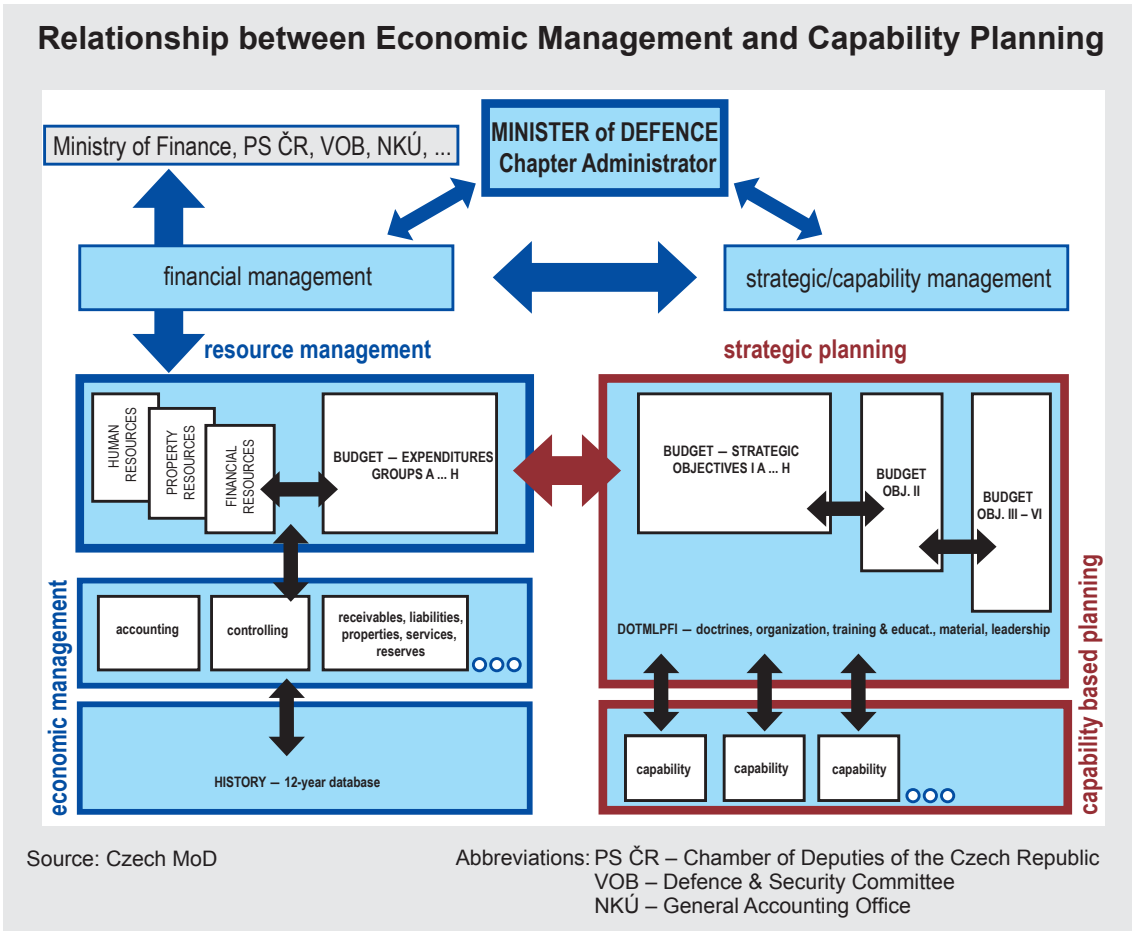 Relationship between Economic Management and Capability Planning
Ministry of Finance, PS ČR, VOB, NKÚ, ...
MINISTER of DEFENCE
Chapter Administrator
financial management
strategic/capability management
resource management
strategic planning
HUMAN
RESOURCES
PROPERTY
RESOURCES
FINANCIAL
RESOURCES
BUDGET – EXPENDITURES
GROUPS A ... H
BUDGET – STRATEGIC
OBJECTIVES I A ... H
BUDGET
OBJ. II
BUDGET
OBJ. III – VI
economic management
accounting
controlling
receivables, liabilities,
properties, services,
reserves
DOTMLPFI – doctrines, organization, training & educat., material, leadership
capability based planning
HISTORY – 12-year database
capability
capability
capability
Source: Czech MoD
Abbreviations: PS ČR – Chamber of Deputies of the Czech Republic
VOB – Defence & Security Committee
NKÚ – General Accounting Office